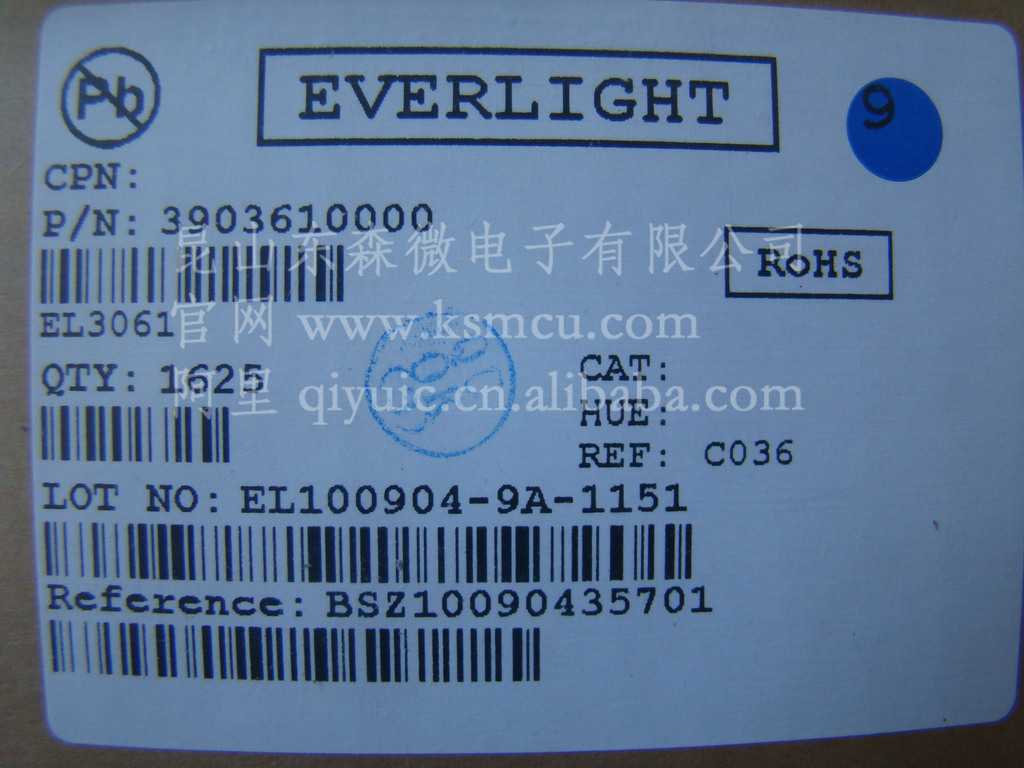 Pb
EVERLIGHT
9
CPN:
P/N: 3903610000
昆山东森微电子有限公司
RoHS
EL3061
官网 www.ksmcu.com
QTY: 1625
阿里 qiyuic.cn.alibaba.com
CAT:
HUE:
REF: C036
LOT NO: EL100904-9A-1151
Reference: BSZ10090435701